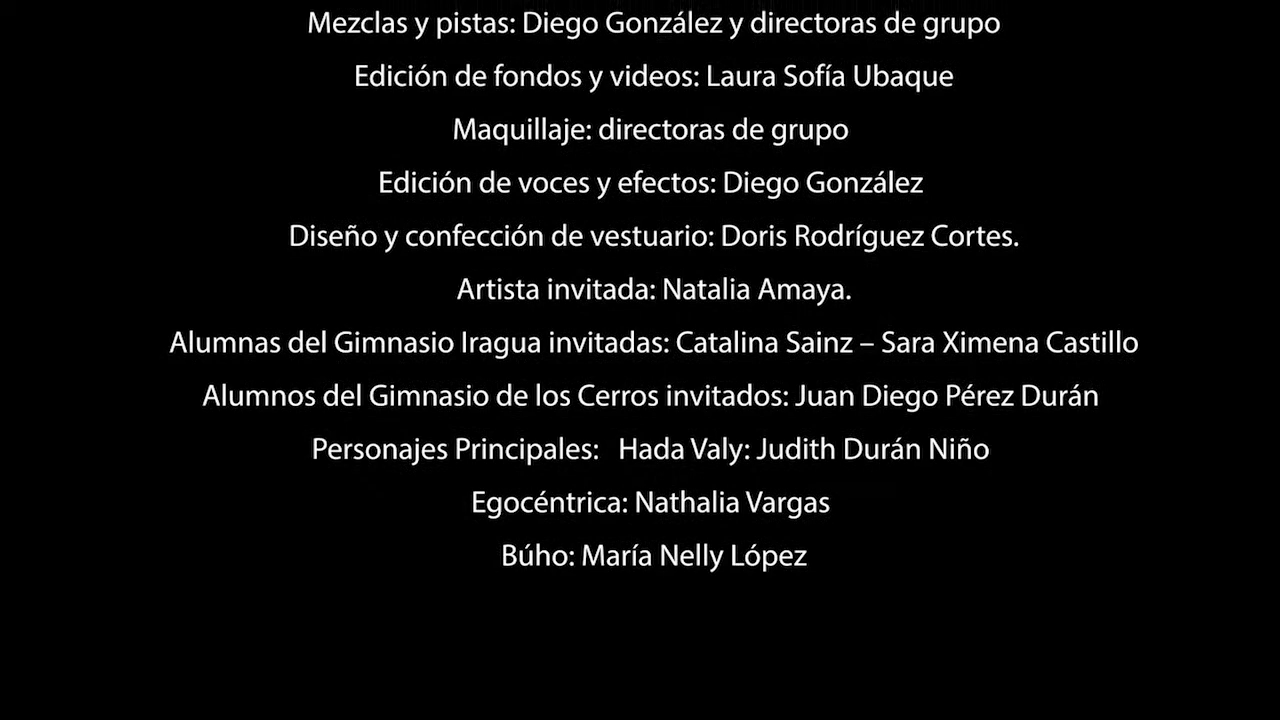 Mezclas y pistas: Diego González y directoras de grupo
Edición de fondos y videos: Laura Sofía Ubaque
Maquillaje: directoras de grupo
Edición de voces y efectos: Diego González
Diseño y confección de vestuario: Doris Rodríguez Cortes.
Artista invitada: Natalia Amaya.
Alumnas del Gimnasio Iragua invitadas: Catalina Sainz – Sara Ximena Castillo
Alumnos del Gimnasio de los Cerros invitados: Juan Diego Pérez Durán
Personajes Principales:   Hada Valy: Judith Durán Niño
Egocéntrica: Nathalia Vargas
Búho: María Nelly López